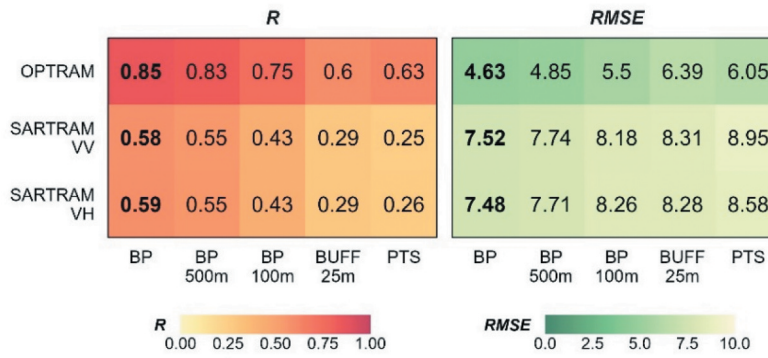 R RMSE
OPTRAM 0.85 0.83 0.75 0.6 0.63 4.63 4.85 5.5 6.39 6.05
SARTRAM
VV 0.58 0.55 0.43 0.29 0.25 7.52 7.74 8.18 8.31 8.95
SARTRAM
VH 0.59 0.55 0.43 0.29 0.26 7.48 7.71 8.26 8.28 8.58
BP BP BP BUFF PTS BP BP BP BUFF PTS
500m 100m 25m 500m 100m 25m
R RMSE
0.00 0.25 0.50 0.75 1.00 0.0 2.5 5.0 7.5 10.0